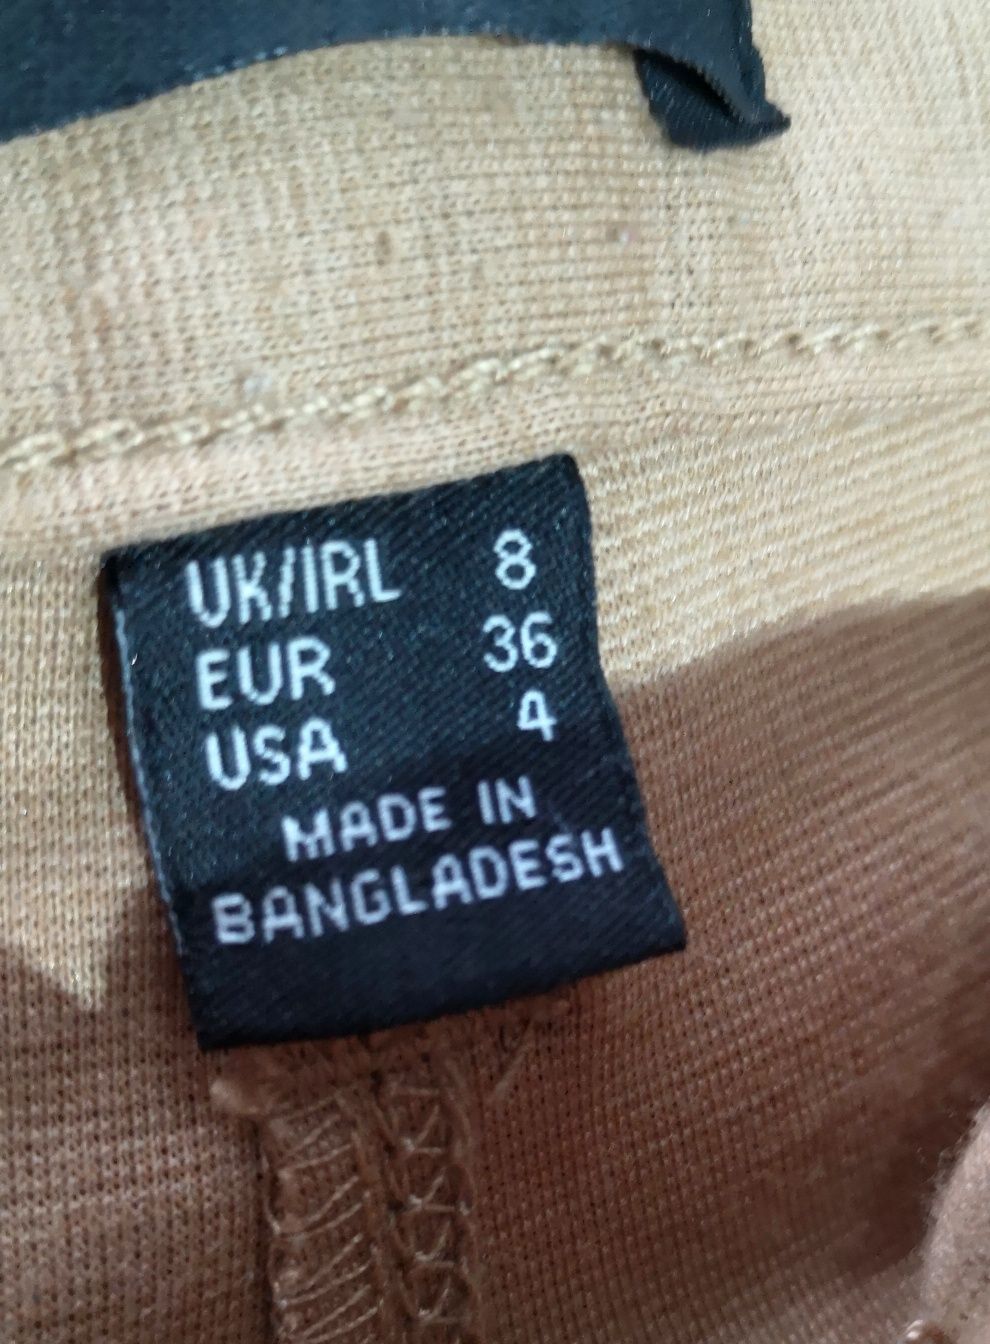 UK/IRL 8
EUR 36
USA 4
MADE IN
BANGLADESH